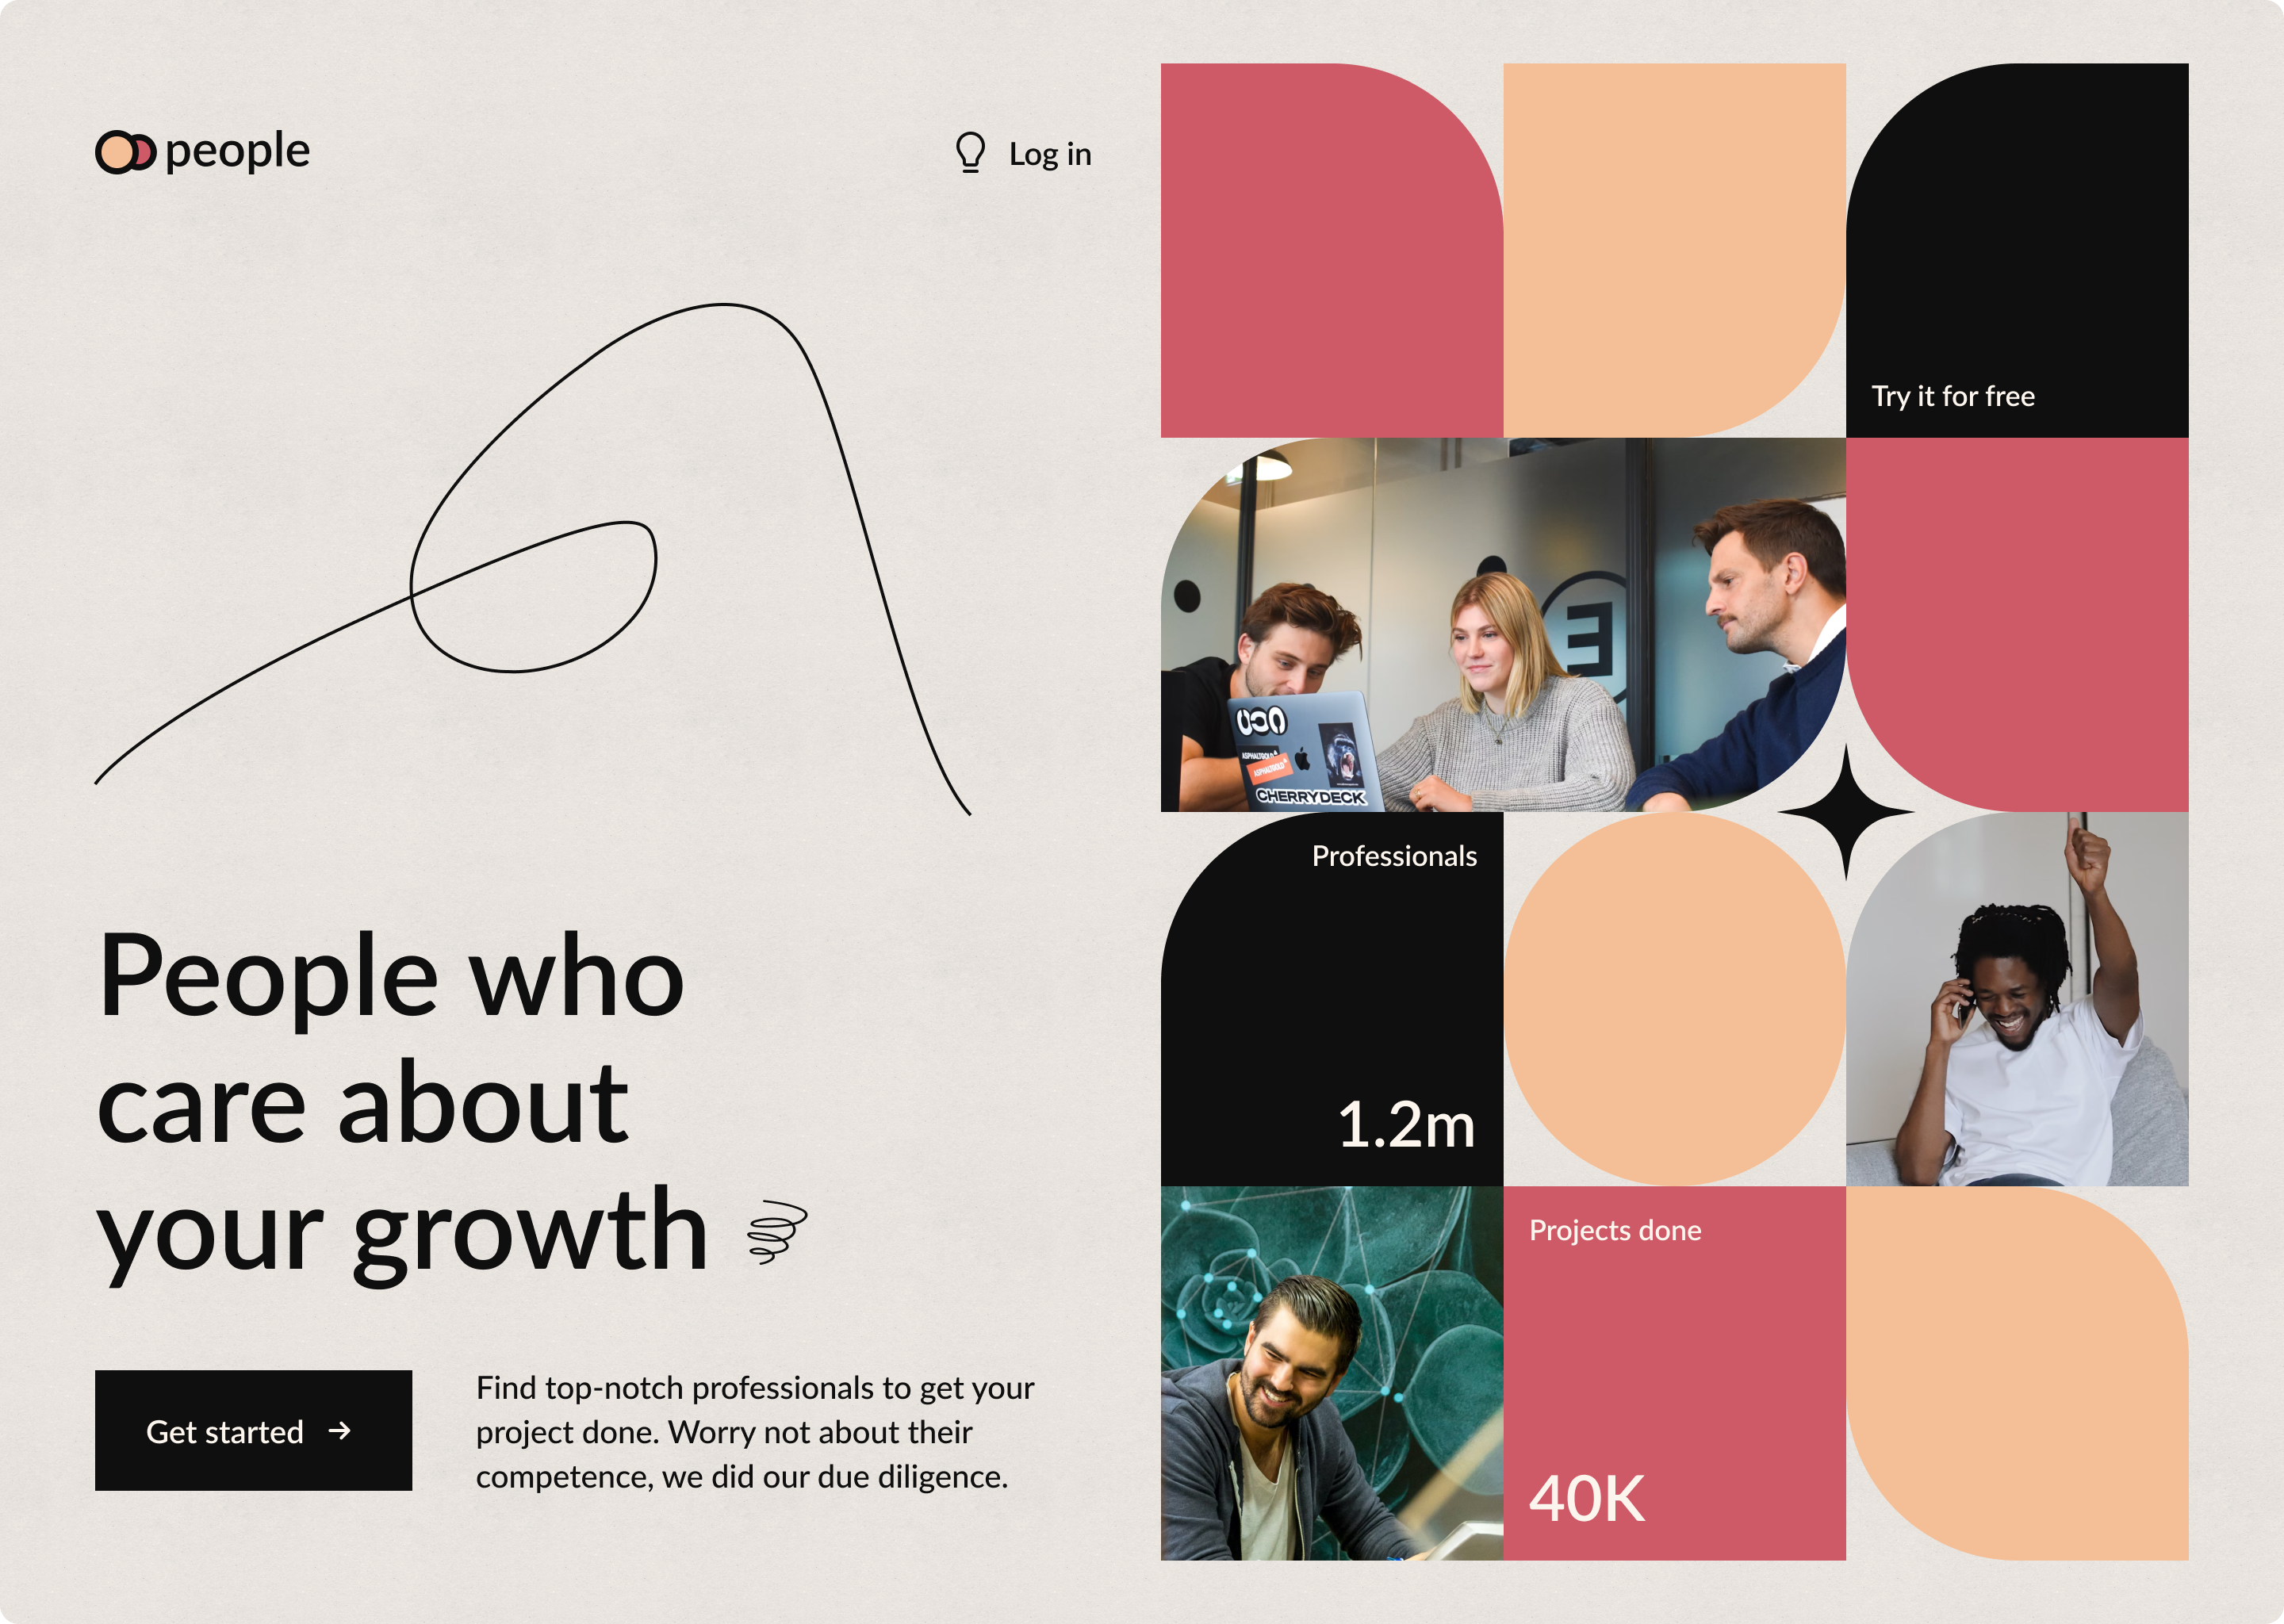 people
Log in
People who
care about
your growth
Get started
Find top-notch professionals to get your
project done. Worry not about their
competence, we did our due diligence.
Try it for free
E
ASPHALTGOLD
ASPHALTGOLD
CHERRYDECK
Professionals
1.2m
Projects done
40K